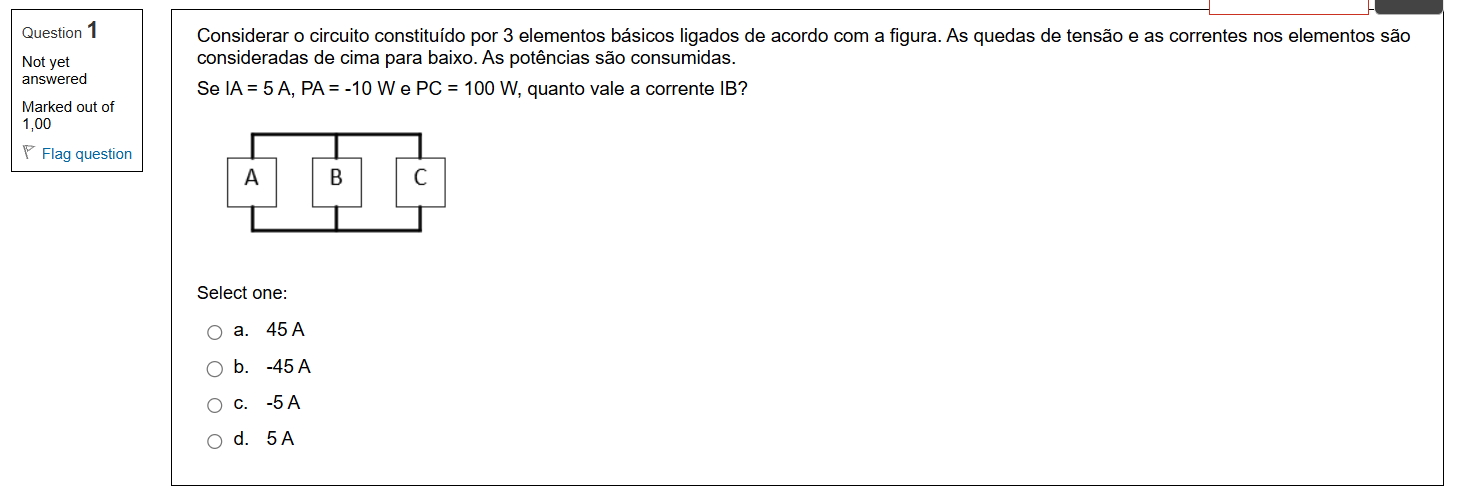 Question 1
Not yet
answered
Marked out of
1,00
Flag question
Considerar o circuito constituído por 3 elementos básicos ligados de acordo com a figura. As quedas de tensão e as correntes nos elementos são
consideradas de cima para baixo. As potências são consumidas.
Se IA = 5 A, PA = -10 W e PC = 100 W, quanto vale a corrente IB?
A B C
Select one:
a. 45 A
b. -45 A
c. -5 A
d. 5 A